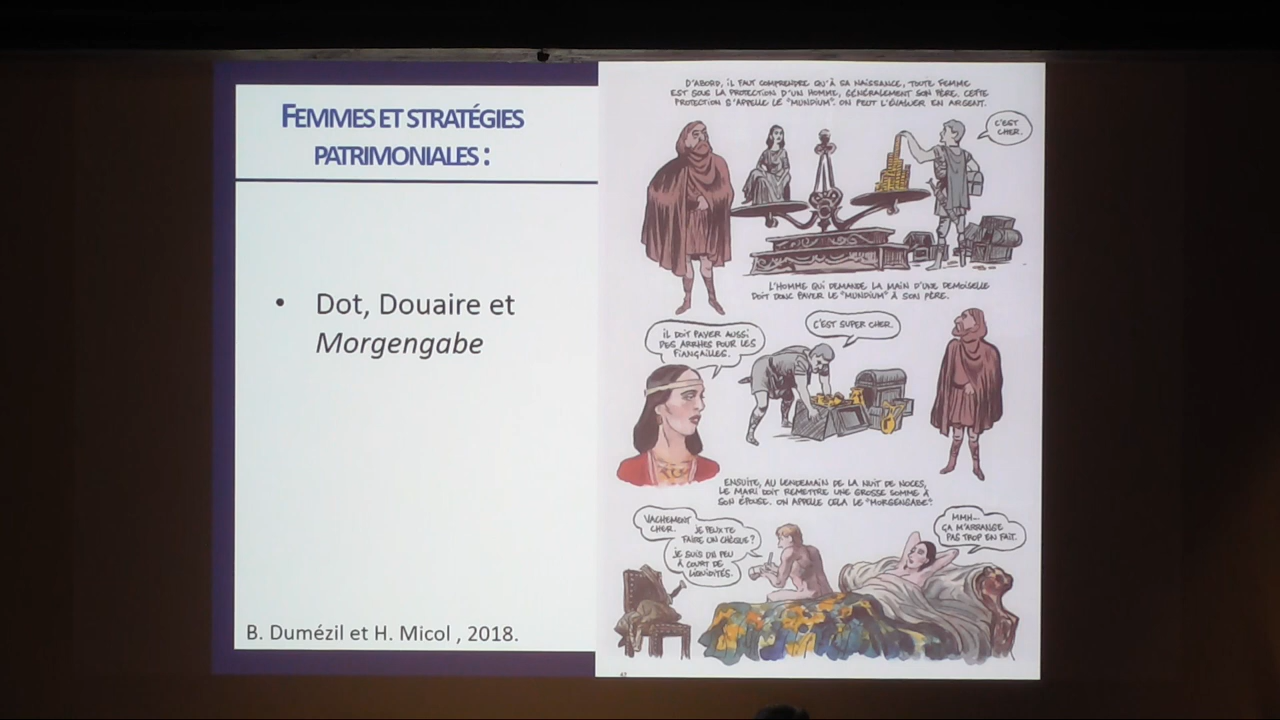 FEMMES ET STRATÉGIES
PATRIMONIALES :
• Dot, Douaire et
Morgengabe
B. Dumézil et H. Micol , 2018.
D'ABORD, IL FAUT COMPRENDRE QU'À SA NAISSANCE, TOUTE FEMME
EST SOUS LA PROTECTION D'UN HOMME, GÉNÉRALEMENT SON PÈRE. CETTE
PROTECTION S'APPELLE LE "MUNDIUM". ON PEUT L'ÉVALUER EN ARGENT.
C'EST
CHER.
L'HOMME QUI DEMANDE LA MAIN D'UNE DEMOISELLE
DOIT DONC PAYER LE "MUNDIUM" À SON PÈRE.
IL DOIT PAYER AUSSI
DES ARRHES POUR LES
FIANÇAILLES.
C'EST SUPER CHER.
ENSUITE, AU LENDEMAIN DE LA NUIT DE NOCES,
LE MARI DOIT REMETTRE UNE GROSSE SOMME À
SON ÉPOUSE. ON APPELLE CELA LE "MORGENGABE".
VACHEMENT
CHER.
JE PEUX TE
FAIRE UN CHÈQUE?
JE SUIS UN PEU
À COURT DE
LIQUIDITÉS.
MMH...
ÇA M'ARRANGE
PAS TROP EN FAIT.